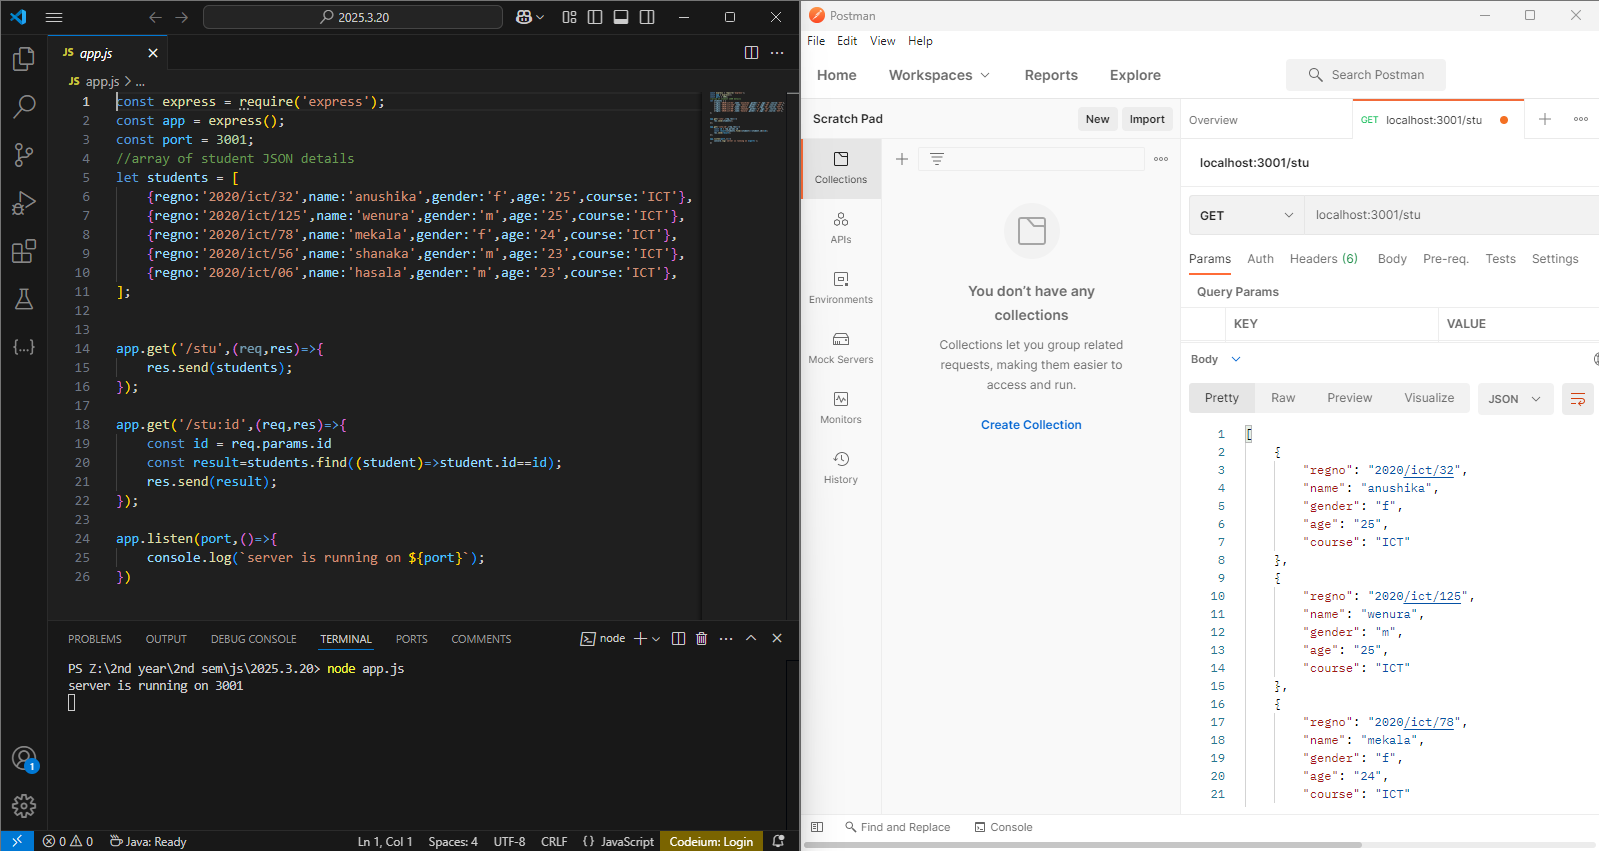 2025.3.20
JS app.js
JS app.js > ...
1 const express = require('express');
2 const app = express();
3 const port = 3001;
4 //array of student JSON details
5 let students = [
6 {regno:'2020/ict/32',name:'anushika',gender:'f',age:'25',course:'ICT'},
7 {regno:'2020/ict/125',name:'wenura',gender:'m',age:'25',course:'ICT'},
8 {regno:'2020/ict/78',name:'mekala',gender:'f',age:'24',course:'ICT'},
9 {regno:'2020/ict/56',name:'shanaka',gender:'m',age:'23',course:'ICT'},
10 {regno:'2020/ict/06',name:'hasala',gender:'m',age:'23',course:'ICT'},
11 ];
12
13
14 app.get('/stu',(req,res)=>{
15 res.send(students);
16 });
17
18 app.get('/stu:id',(req,res)=>{
19 const id = req.params.id
20 const result=students.find((student)=>student.id==id);
21 res.send(result);
22 });
23
24 app.listen(port,()=>{
25 console.log(`server is running on ${port}`);
26 })
PROBLEMS OUTPUT DEBUG CONSOLE TERMINAL PORTS COMMENTS node
PS Z:\2nd year\2nd sem\js\2025.3.20> node app.js
server is running on 3001
1
0 0 Java: Ready Ln 1, Col 1 Spaces: 4 UTF-8 CRLF {} JavaScript Codeium: Login
Postman
File Edit View Help
Home Workspaces Reports Explore Search Postman
Scratch Pad New Import
Collections
APIs
Environments
Mock Servers
Monitors
History
You don't have any
collections
Collections let you group related
requests, making them easier to
access and run.
Create Collection
Overview GET localhost:3001/stu
localhost:3001/stu
GET localhost:3001/stu
Params Auth Headers (6) Body Pre-req. Tests Settings
Query Params
KEY VALUE
Body
Pretty Raw Preview Visualize JSON
1 [
2 {
3 "regno": "2020/ict/32",
4 "name": "anushika",
5 "gender": "f",
6 "age": "25",
7 "course": "ICT"
8 },
9 {
10 "regno": "2020/ict/125",
11 "name": "wenura",
12 "gender": "m",
13 "age": "25",
14 "course": "ICT"
15 },
16 {
17 "regno": "2020/ict/78",
18 "name": "mekala",
19 "gender": "f",
20 "age": "24",
21 "course": "ICT"
Find and Replace Console